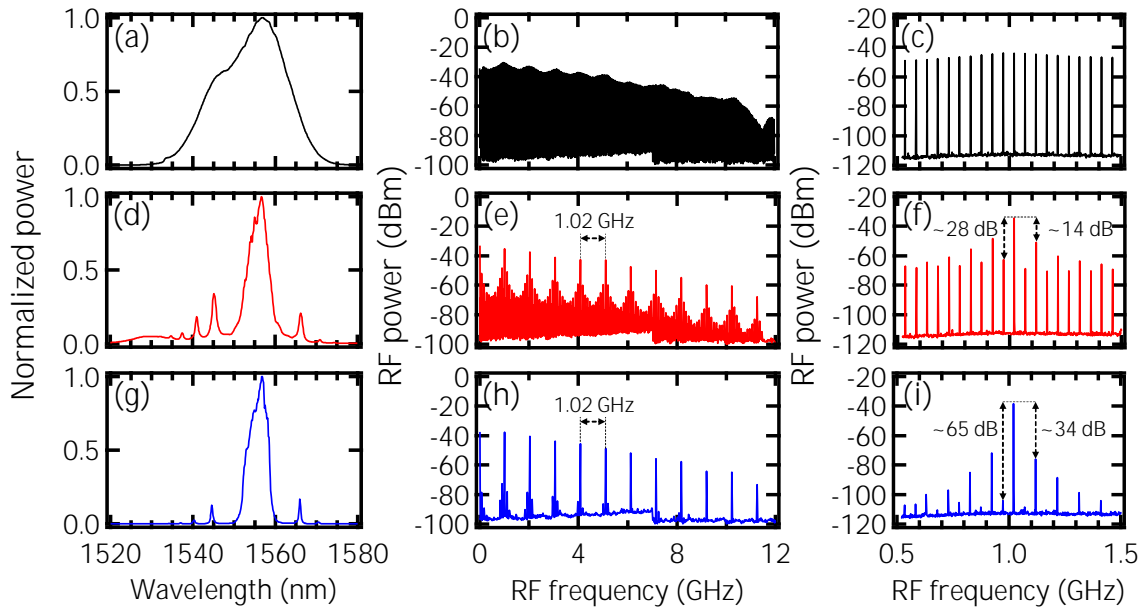 (a)
(b)
(c)
1.0
0.5
0.0
0
-20
-40
-60
-80
-100
-20
-40
-60
-80
-100
-120
(d)
(e)
(f)
1.0
0.5
0.0
0
-20
-40
-60
-80
-100
1.02 GHz
-20
-40
-60
-80
-100
-120
~28 dB
~14 dB
(g)
(h)
(i)
1.0
0.5
0.0
0
-20
-40
-60
-80
-100
1.02 GHz
-20
-40
-60
-80
-100
-120
~65 dB
~34 dB
Normalized power
RF power (dBm)
RF power (dBm)
1520 1540 1560 1580
0 4 8 12
0.5 1.0 1.5
Wavelength (nm)
RF frequency (GHz)
RF frequency (GHz)